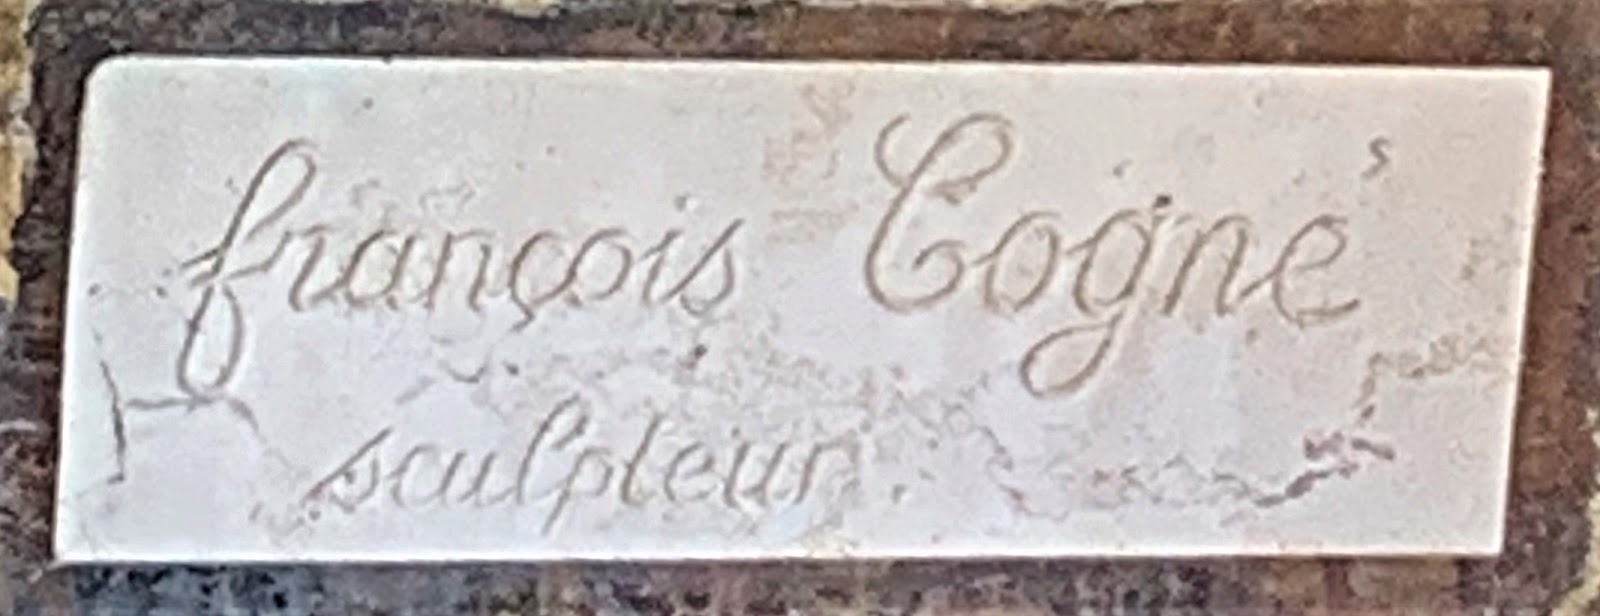 françois Cogné
sculpteur.